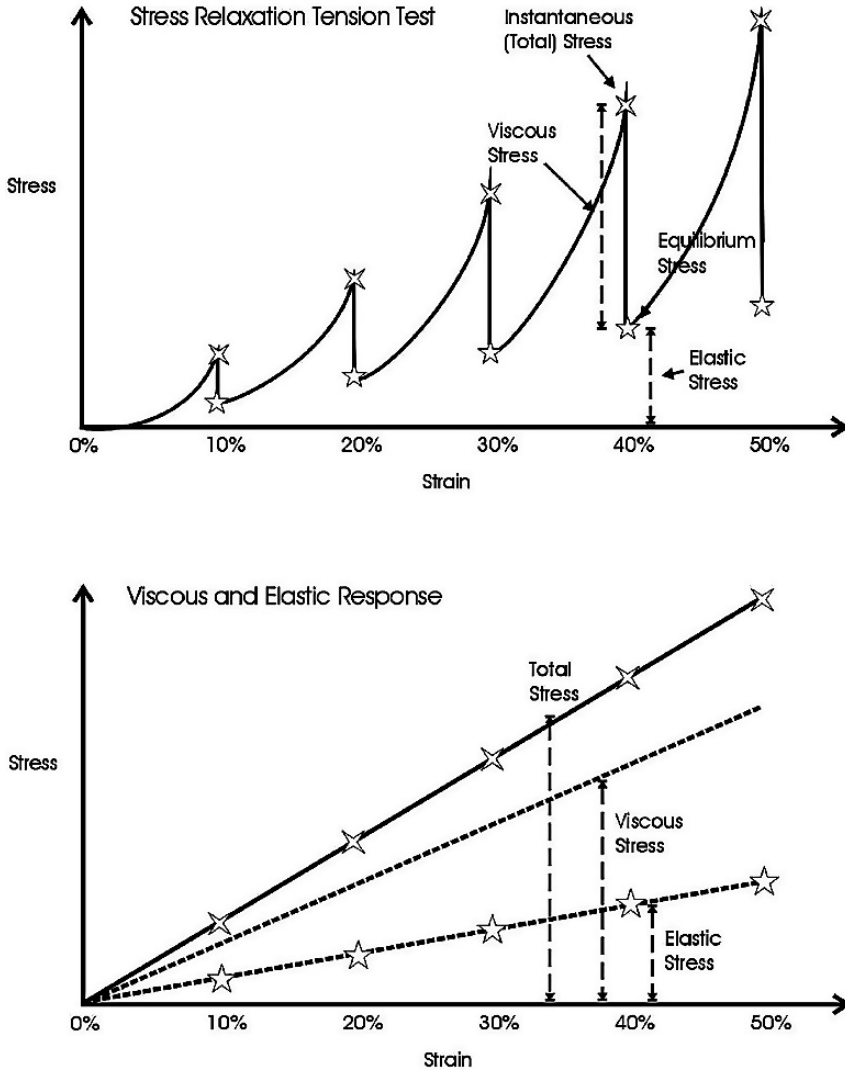 Stress Relaxation Tension Test
Instantaneous
(Total) Stress
Viscous
Stress
Stress
Equilibrium
Stress
Elastic
Stress
0%
10%
20%
30%
40%
50%
Strain
Viscous and Elastic Response
Total
Stress
Stress
Viscous
Stress
Elastic
Stress
0%
10%
20%
30%
40%
50%
Strain